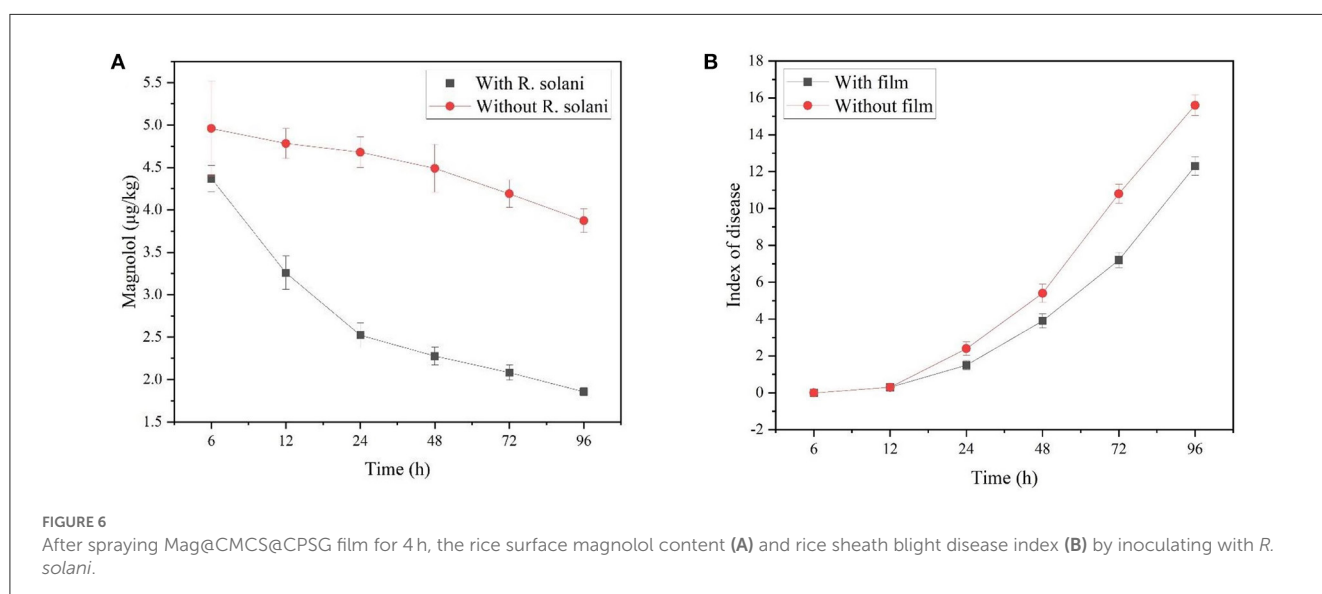 A
With R. solani
Without R. solani
5.5
5.0
4.5
4.0
3.5
3.0
2.5
2.0
1.5
Magnolol (μg/kg)
6 12 24 48 72 96
Time (h)
B
With film
Without film
18
16
14
12
10
8
6
4
2
0
-2
Index of disease
6 12 24 48 72 96
Time (h)
FIGURE 6
After spraying Mag@CMCS@CPSG film for 4 h, the rice surface magnolol content (A) and rice sheath blight disease index (B) by inoculating with R.
solani.